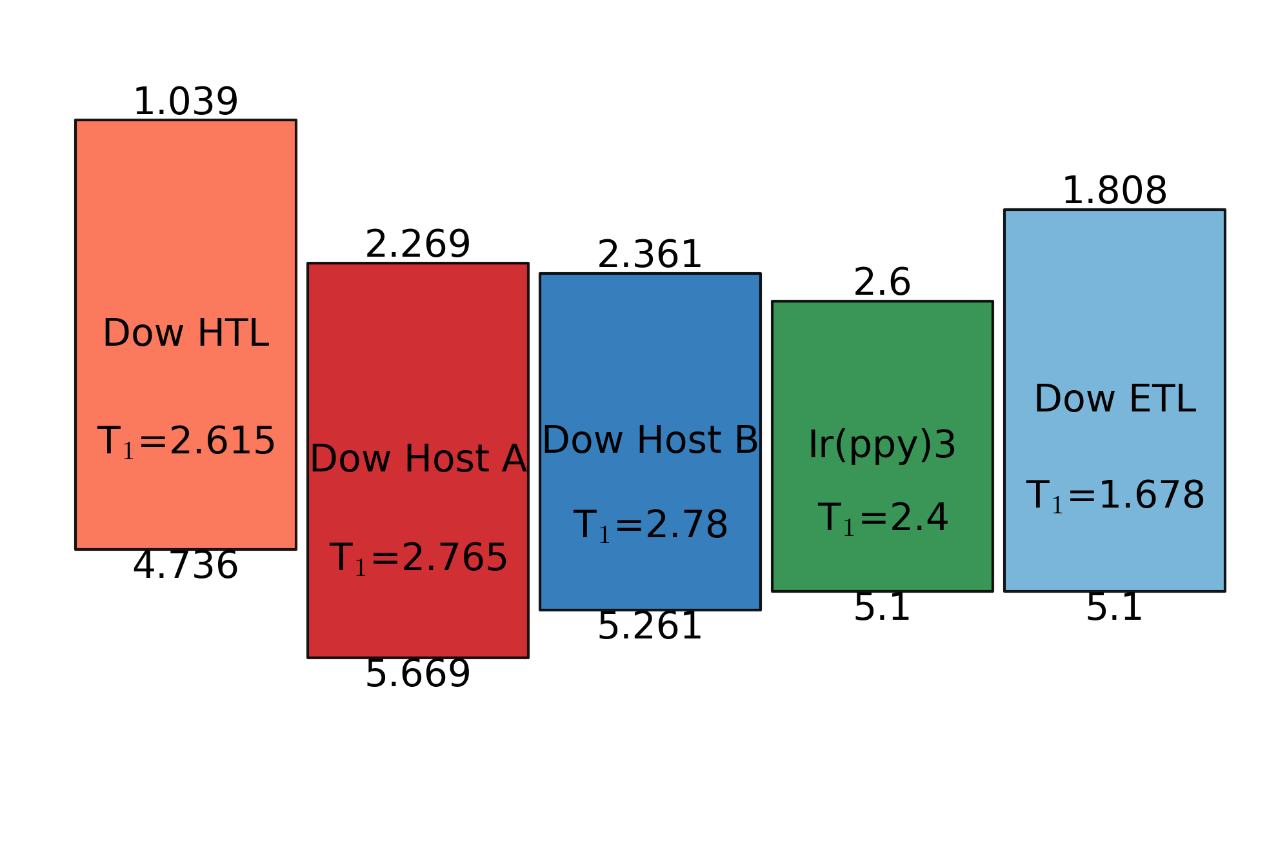 1.039
Dow HTL
T₁=2.615
4.736
2.269
Dow Host A
T₁=2.765
5.669
2.361
Dow Host B
T₁=2.78
5.261
2.6
Ir(ppy)3
T₁=2.4
5.1
1.808
Dow ETL
T₁=1.678
5.1